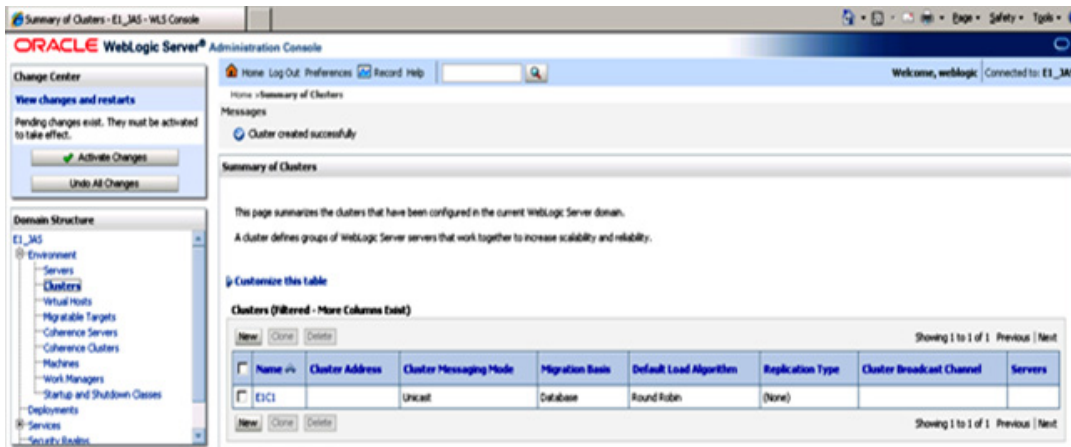 Summary of Clusters - E1_JAS - WLS Console
Page Safety Tools
ORACLE WebLogic Server® Administration Console
Change Center
View changes and restarts
Pending changes exist. They must be activated
to take effect.
Activate Changes
Undo All Changes
Domain Structure
E1_JAS
Environment
Servers
Clusters
Virtual Hosts
Migratable Targets
Coherence Servers
Coherence Clusters
Machines
Work Managers
Startup and Shutdown Classes
Deployments
Services
Security Realms
Home Log Out Preferences Record Help
Welcome, weblogic Connected to: E1_JAS
Home >Summary of Clusters
Messages
Cluster created successfully
Summary of Clusters
This page summarizes the clusters that have been configured in the current WebLogic Server domain.
A cluster defines groups of WebLogic Server servers that work together to increase scalability and reliability.
Customize this table
Clusters (Filtered - More Columns Exist)
New Clone Delete Showing 1 to 1 of 1 Previous | Next
Name Cluster Address Cluster Messaging Mode Migration Basis Default Load Algorithm Replication Type Cluster Broadcast Channel Servers
E1C1 Unicast Database Round Robin (None)
New Clone Delete Showing 1 to 1 of 1 Previous | Next